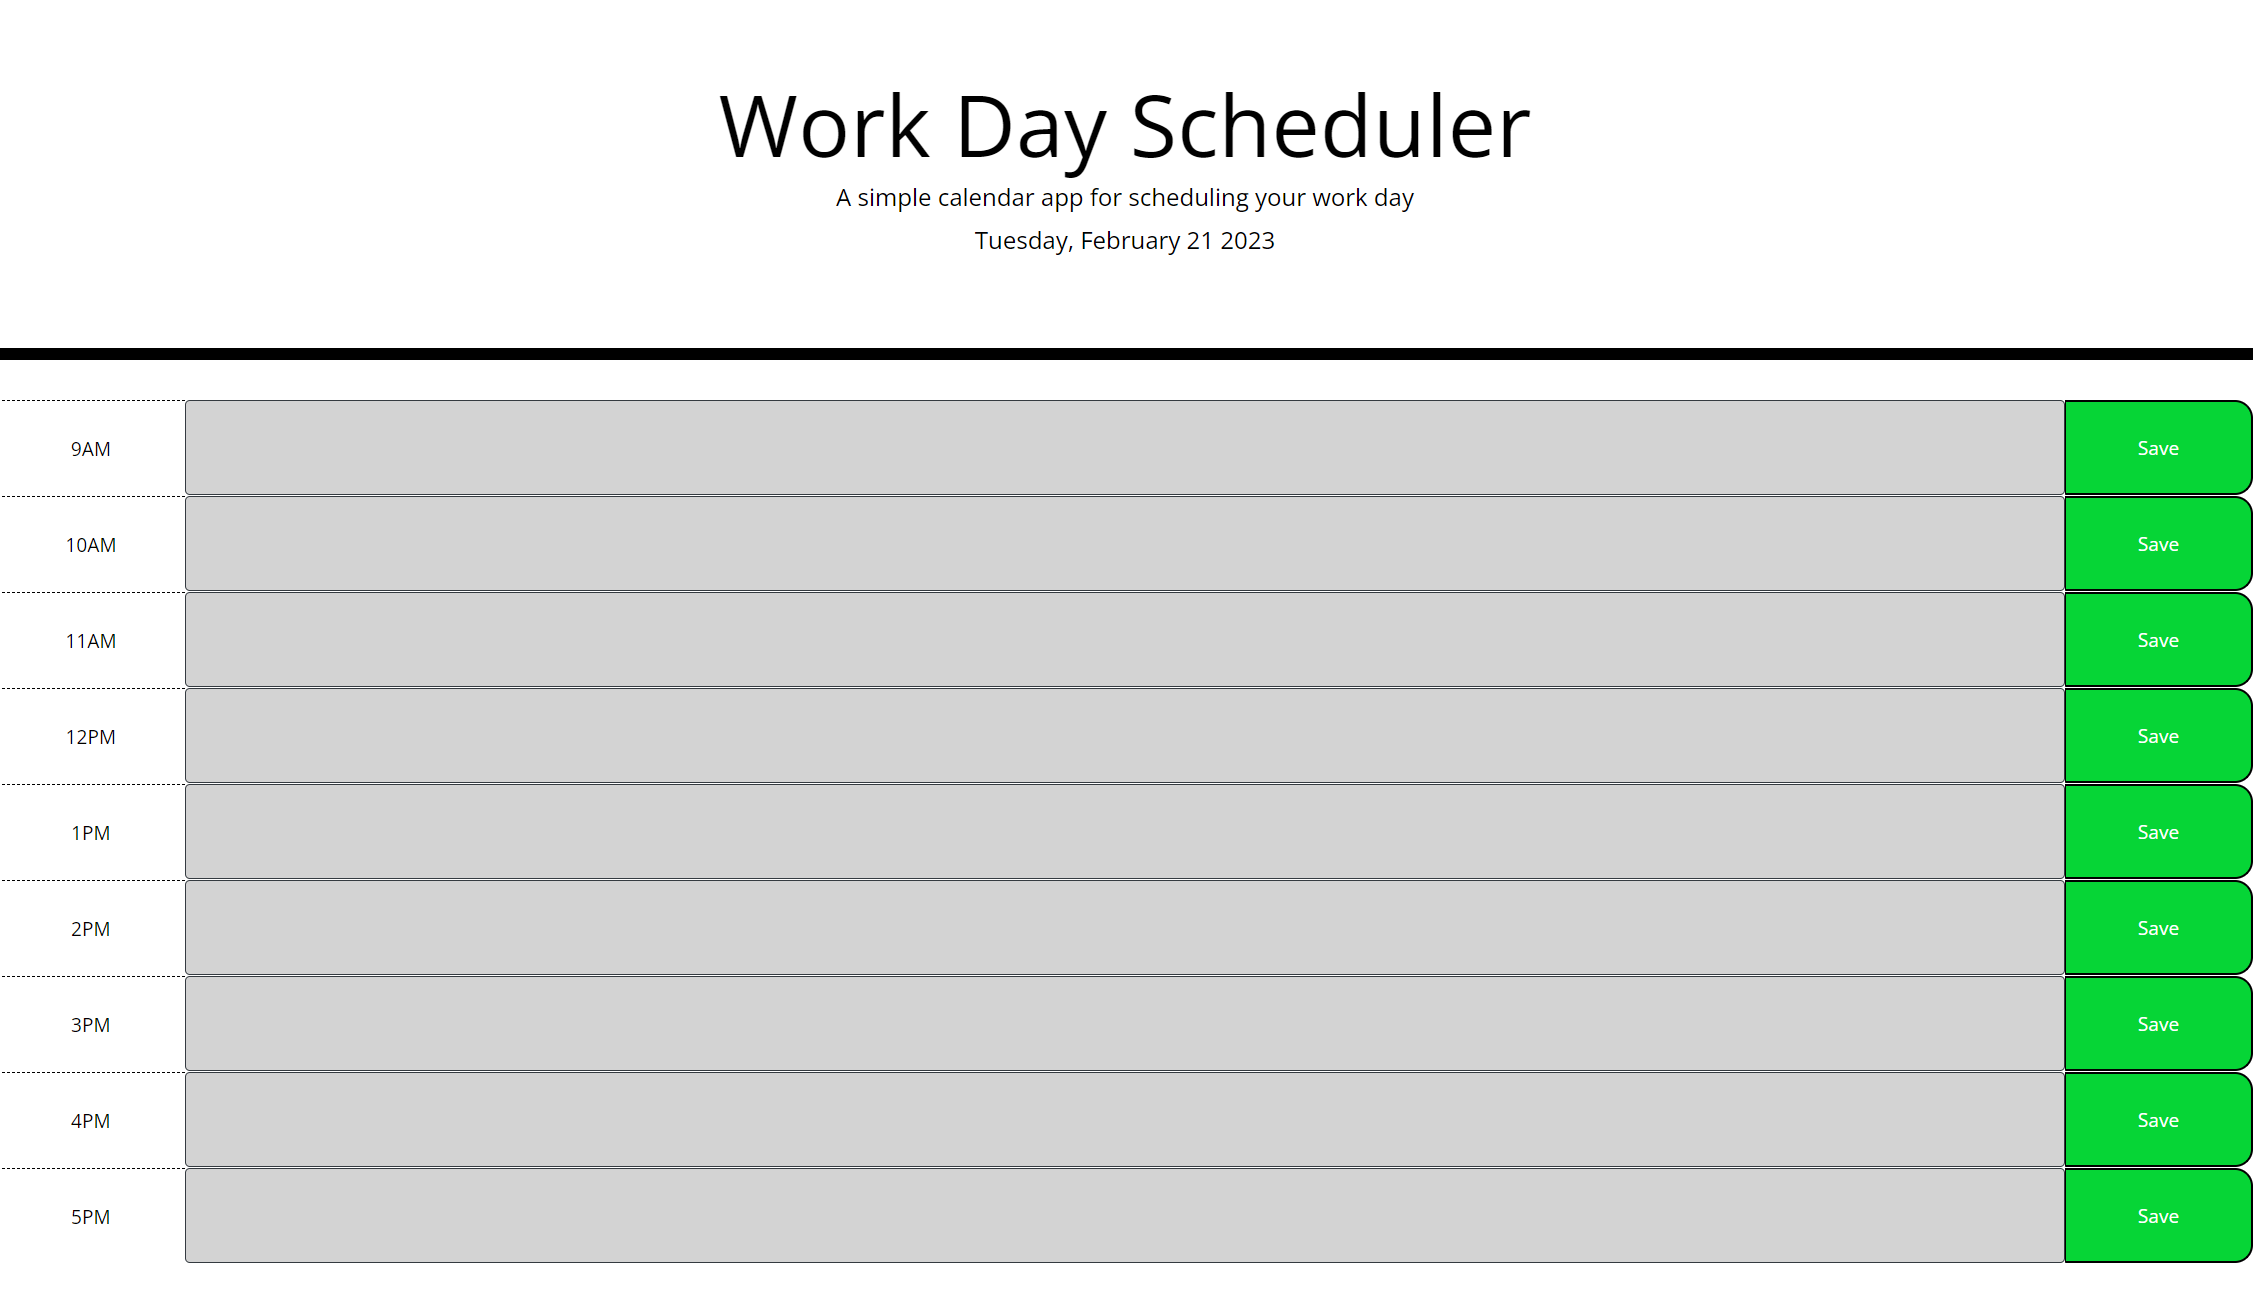 Work Day Scheduler
A simple calendar app for scheduling your work day
Tuesday, February 21 2023
9AM Save
10AM Save
11AM Save
12PM Save
1PM Save
2PM Save
3PM Save
4PM Save
5PM Save